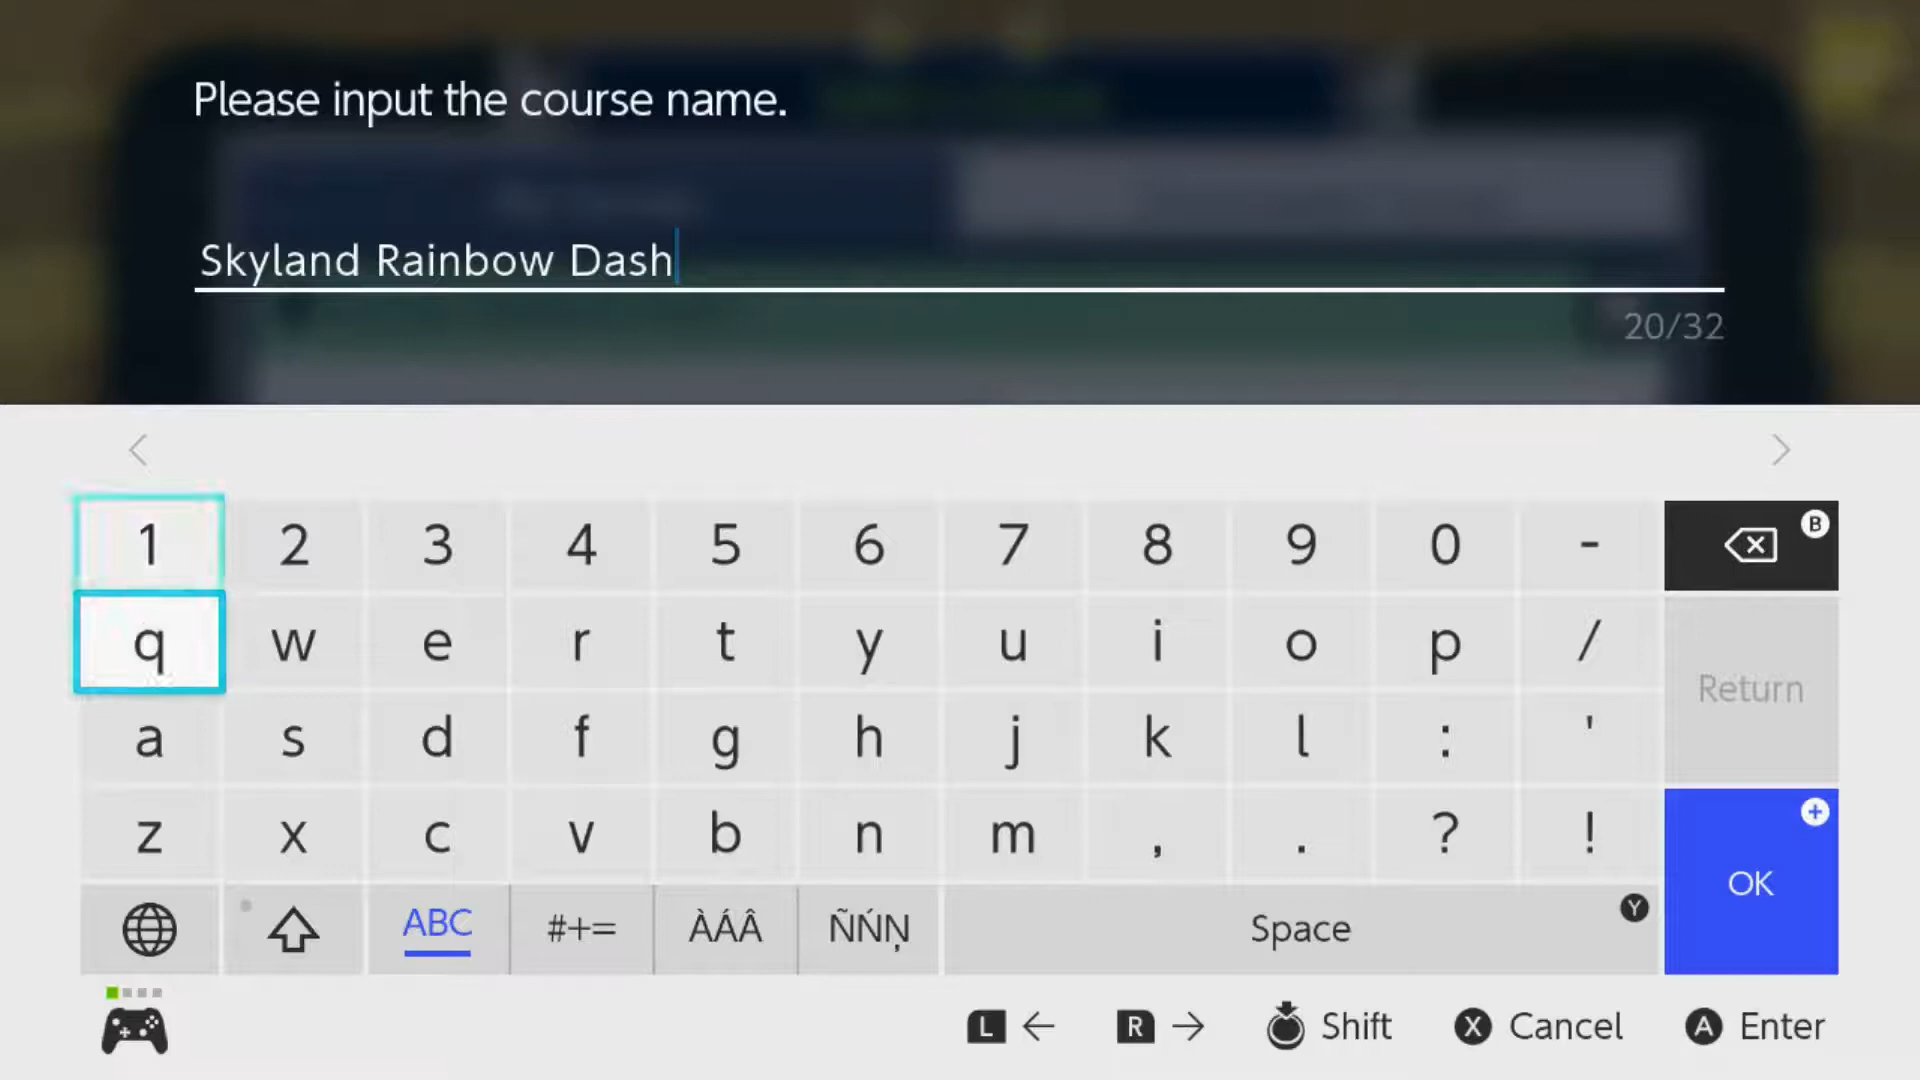 Please input the course name.
Skyland Rainbow Dash
20/32
1 2 3 4 5 6 7 8 9 0 - B
q w e r t y u i o p /
Return
a s d f g h j k l : '
z x c v b n m , . ? ! +
OK
ABC #+= ÀÁÂ ÑŃŅ Space Y
L ← R → Shift X Cancel A Enter